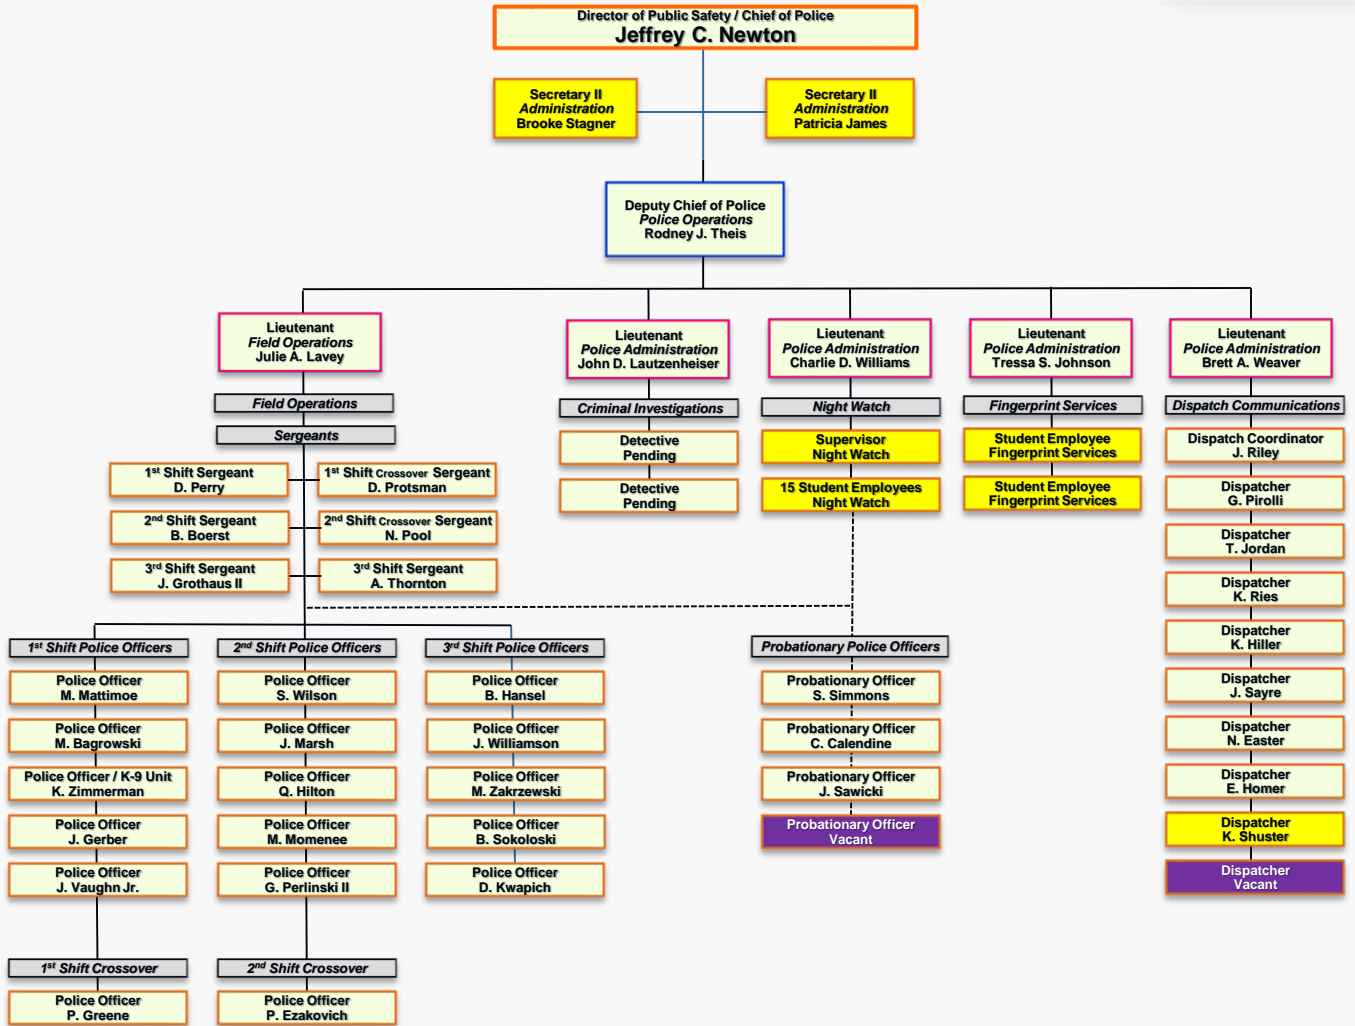 Director of Public Safety / Chief of Police
Jeffrey C. Newton
Secretary II
Administration
Brooke Stagner
Secretary II
Administration
Patricia James
Deputy Chief of Police
Police Operations
Rodney J. Theis
Lieutenant
Field Operations
Julie A. Lavey
Lieutenant
Police Administration
John D. Lautzenheiser
Lieutenant
Police Administration
Charlie D. Williams
Lieutenant
Police Administration
Tressa S. Johnson
Lieutenant
Police Administration
Brett A. Weaver
Field Operations
Sergeants
1st Shift Sergeant
D. Perry
1st Shift Crossover Sergeant
D. Protsman
2nd Shift Sergeant
B. Boerst
2nd Shift Crossover Sergeant
N. Pool
3rd Shift Sergeant
J. Grothaus II
3rd Shift Sergeant
A. Thornton
Criminal Investigations
Detective
Pending
Detective
Pending
Night Watch
Supervisor
Night Watch
15 Student Employees
Night Watch
Fingerprint Services
Student Employee
Fingerprint Services
Student Employee
Fingerprint Services
Dispatch Communications
Dispatch Coordinator
J. Riley
Dispatcher
G. Pirolli
Dispatcher
T. Jordan
Dispatcher
K. Ries
Dispatcher
K. Hiller
Dispatcher
J. Sayre
Dispatcher
N. Easter
Dispatcher
E. Homer
Dispatcher
K. Shuster
Dispatcher
Vacant
1st Shift Police Officers
Police Officer
M. Mattimoe
Police Officer
M. Bagrowski
Police Officer / K-9 Unit
K. Zimmerman
Police Officer
J. Gerber
Police Officer
J. Vaughn Jr.
1st Shift Crossover
Police Officer
P. Greene
2nd Shift Police Officers
Police Officer
S. Wilson
Police Officer
J. Marsh
Police Officer
Q. Hilton
Police Officer
M. Momenee
Police Officer
G. Perlinski II
2nd Shift Crossover
Police Officer
P. Ezakovich
3rd Shift Police Officers
Police Officer
B. Hansel
Police Officer
J. Williamson
Police Officer
M. Zakrzewski
Police Officer
B. Sokoloski
Police Officer
D. Kwapich
Probationary Police Officers
Probationary Officer
S. Simmons
Probationary Officer
C. Calendine
Probationary Officer
J. Sawicki
Probationary Officer
Vacant